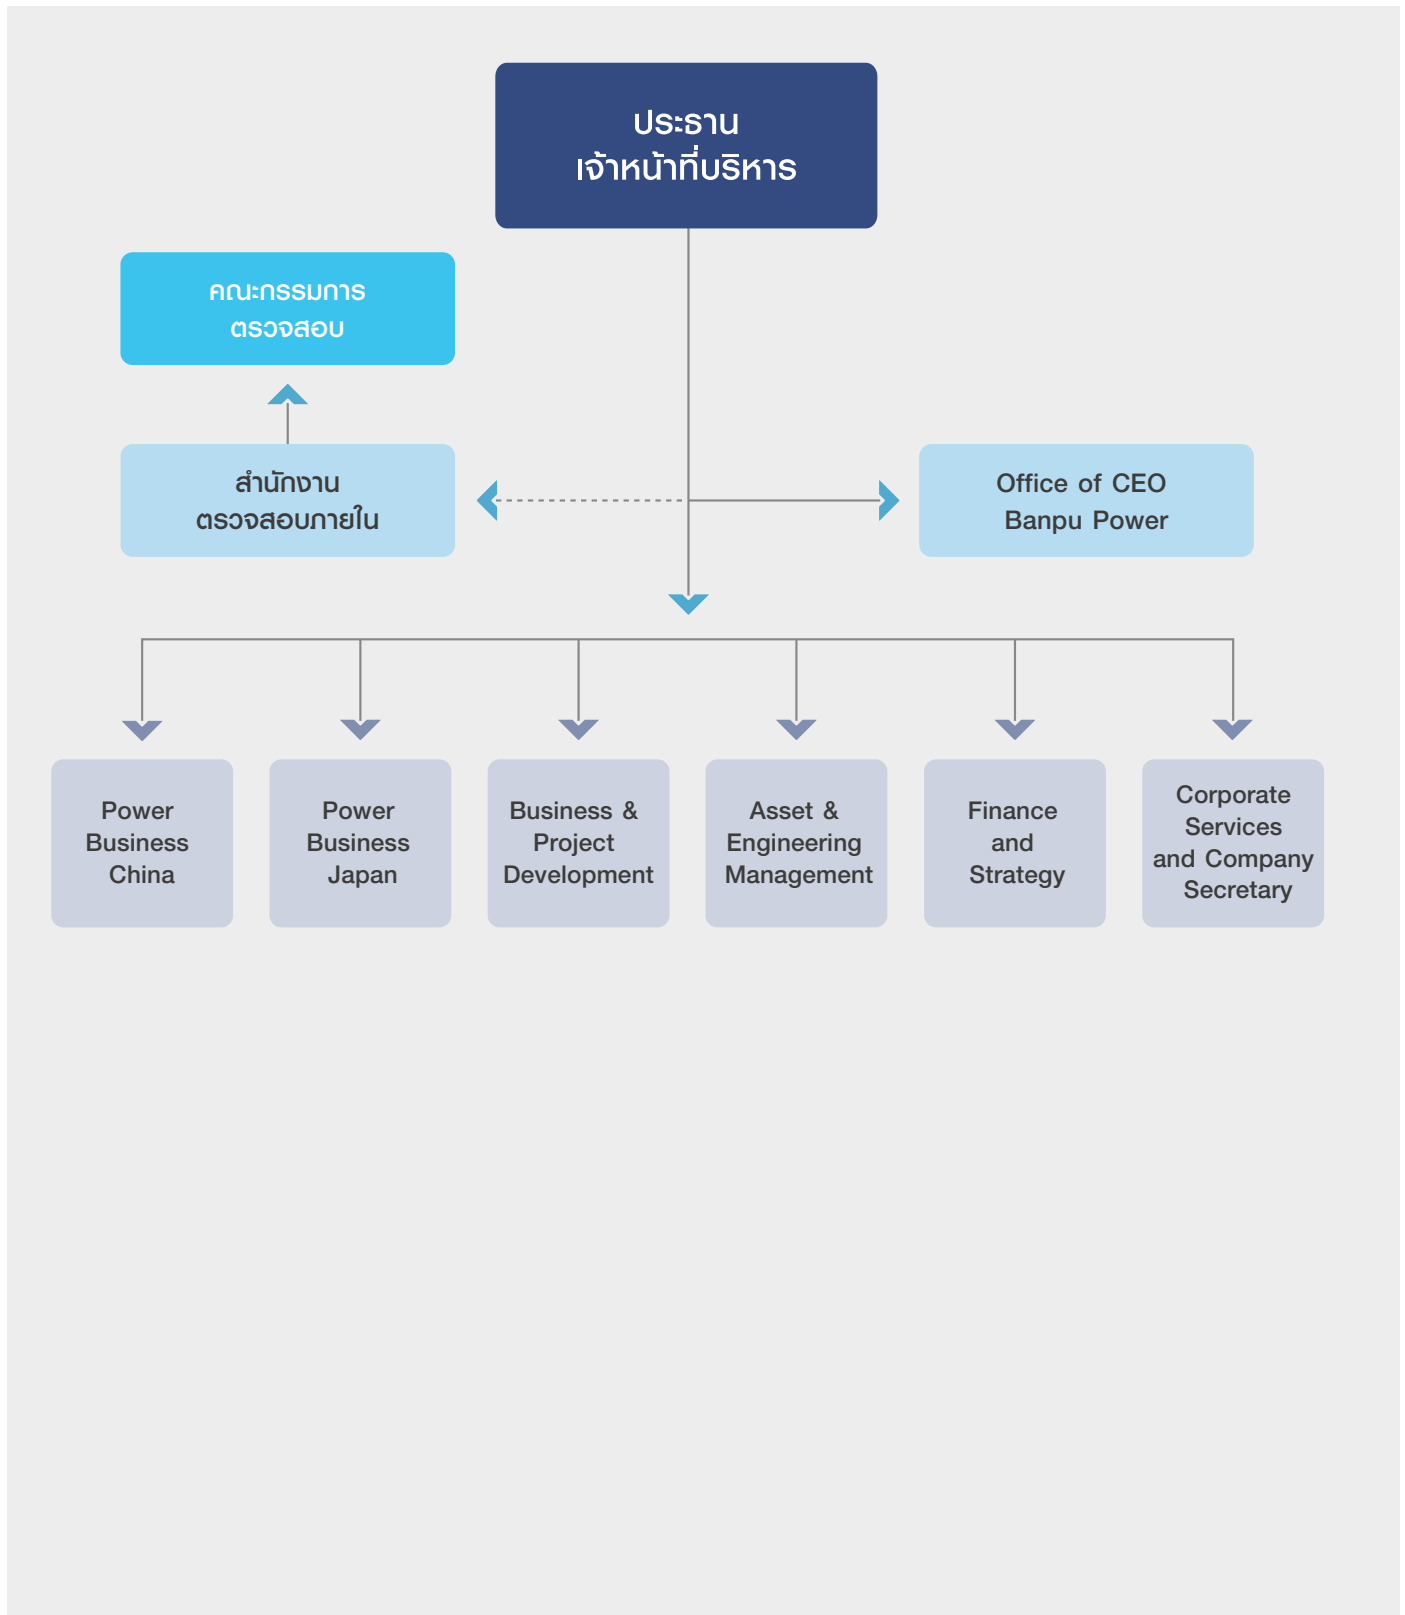 ประธาน
เจ้าหน้าที่บริหาร
คณะกรรมการ
ตรวจสอบ
สำนักงาน
ตรวจสอบภายใน
Office of CEO
Banpu Power
Power
Business
China
Power
Business
Japan
Business &
Project
Development
Asset &
Engineering
Management
Finance
and
Strategy
Corporate
Services
and Company
Secretary